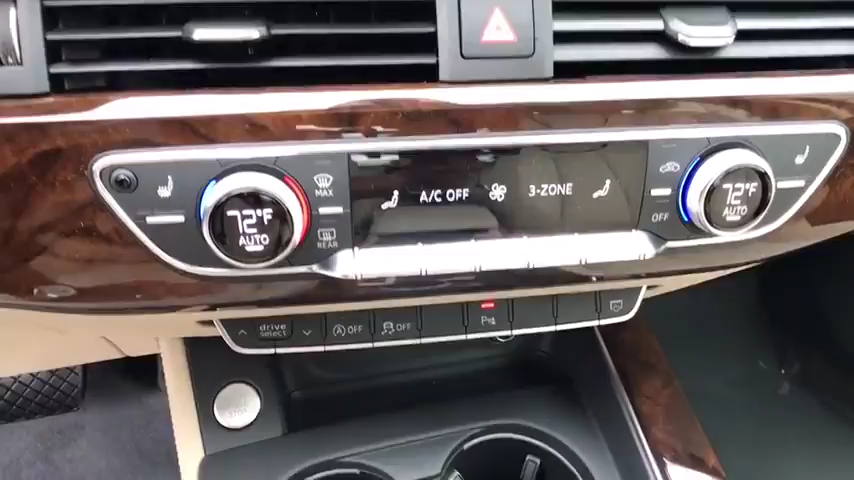 MAX
72°F
AUTO
REAR
A/C OFF
3-ZONE
OFF
72°F
AUTO
drive
select
OFF
OFF
P